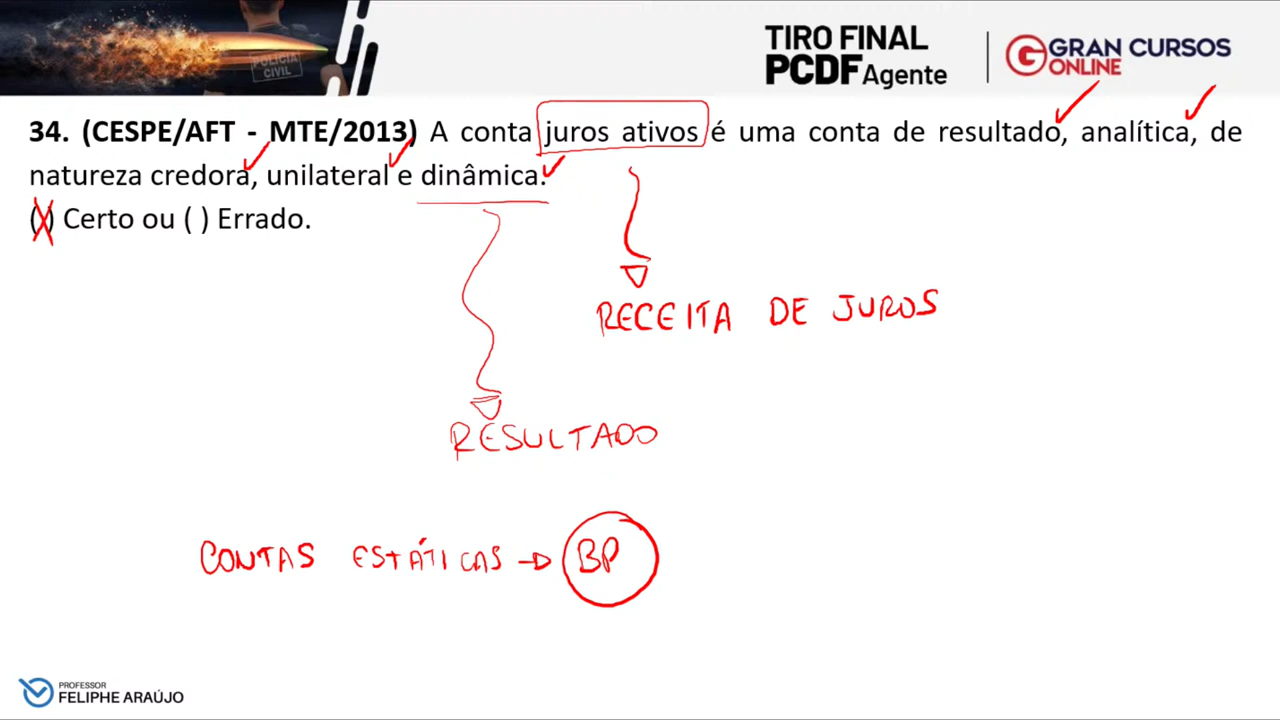 POLICIA
CIVIL
TIRO FINAL
PCDF Agente
GRAN CURSOS
ONLINE
34. (CESPE/AFT - MTE/2013) A conta juros ativos é uma conta de resultado, analítica, de
natureza credora, unilateral e dinâmica.
(X) Certo ou ( ) Errado.
RECEITA DE JUROS
RESULTADO
CONTAS ESTÁTICAS → BP
PROFESSOR
FELIPHE ARAÚJO